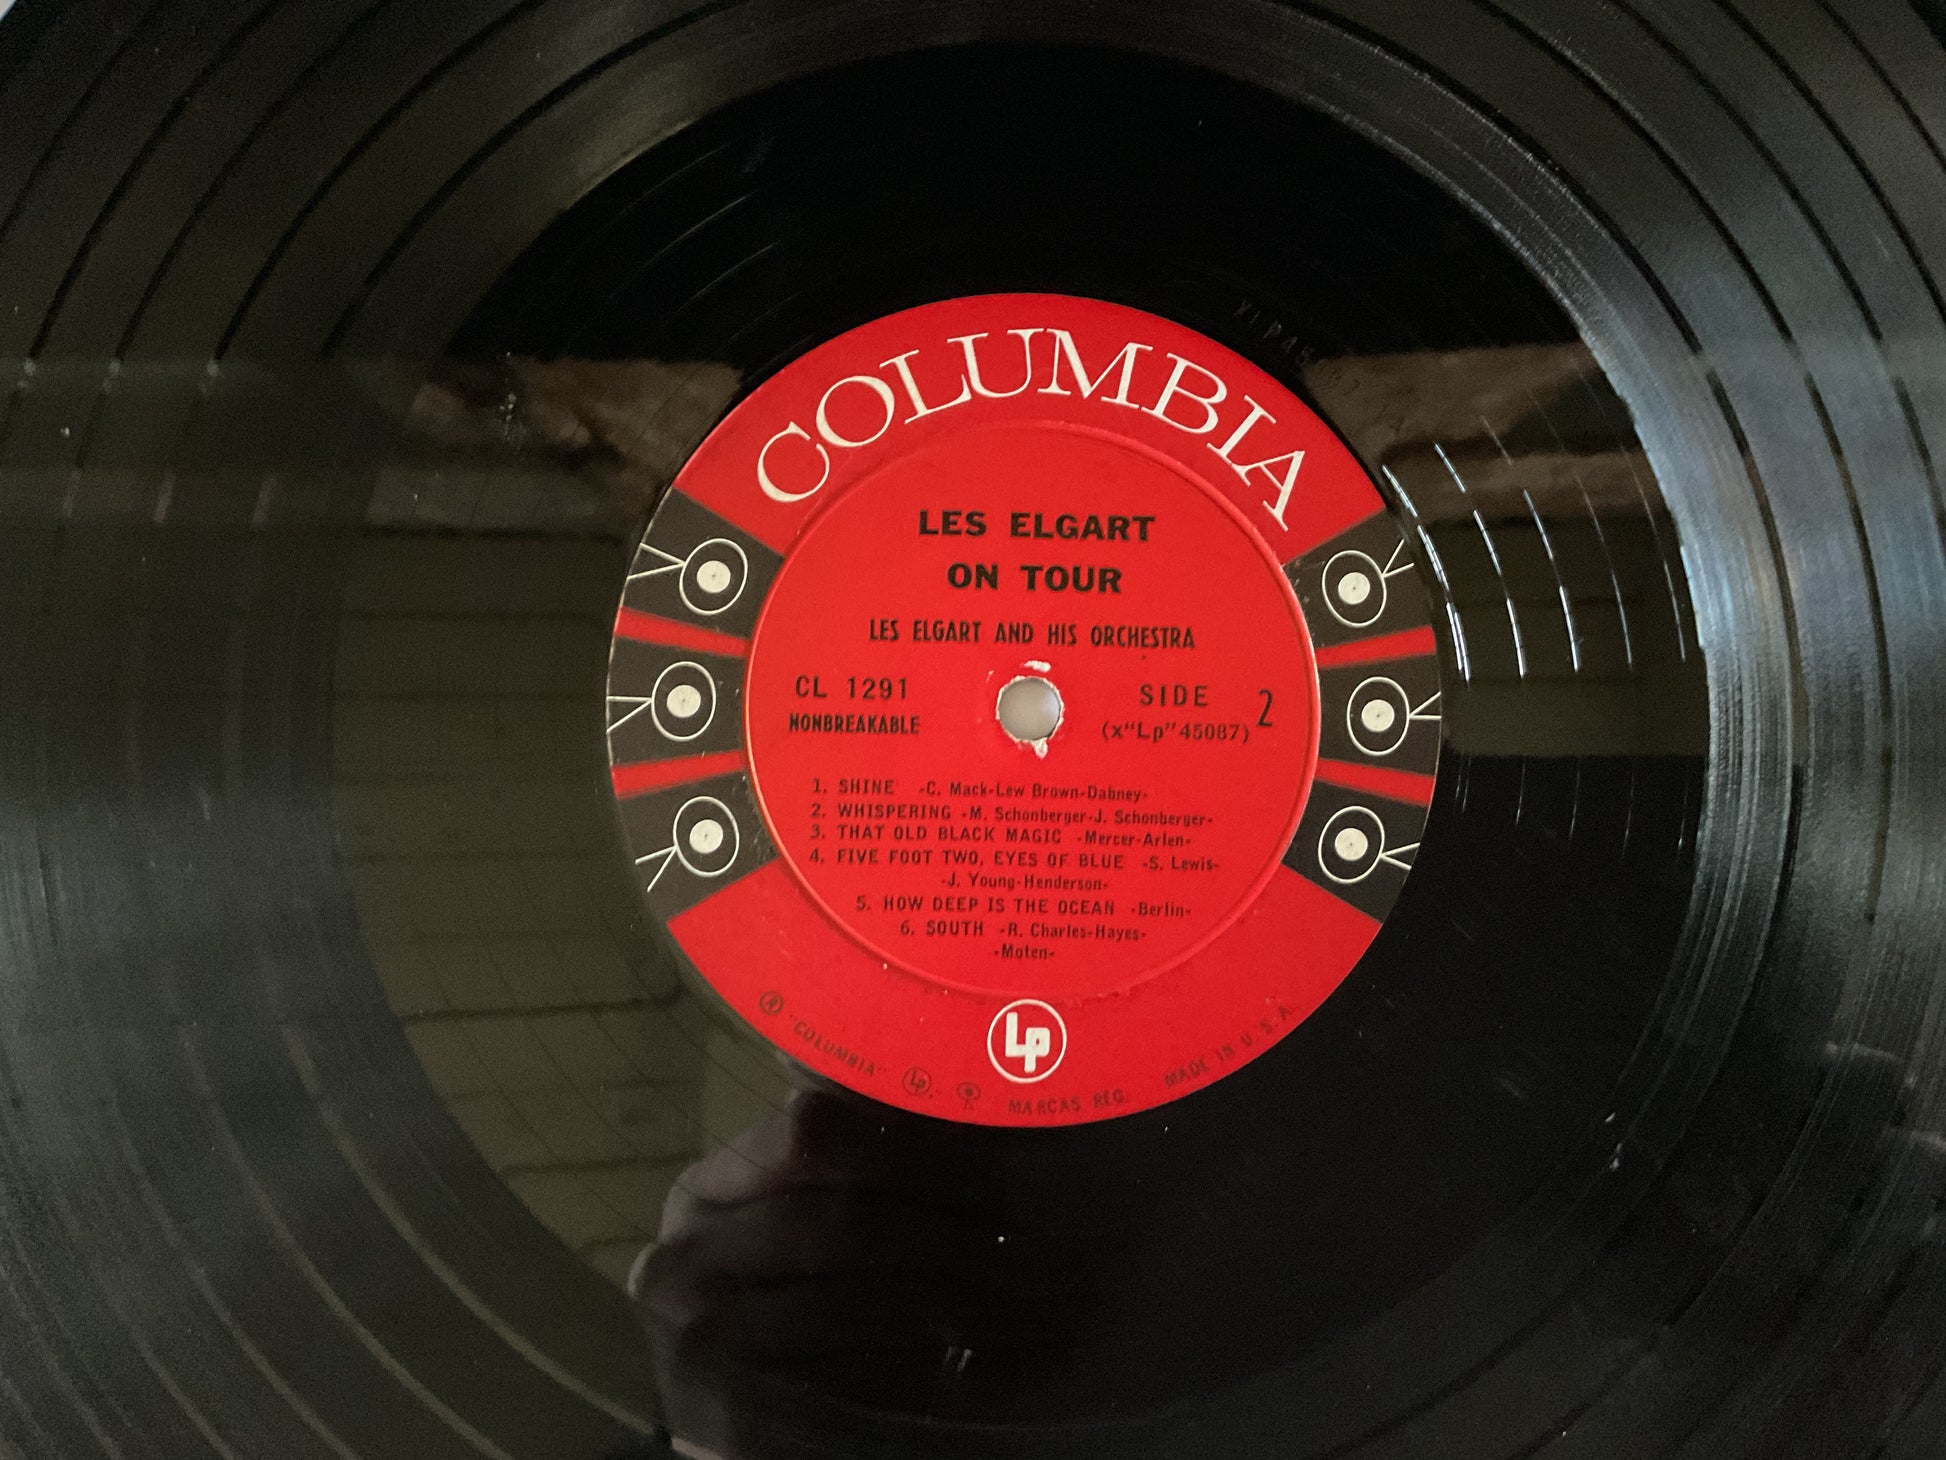 COLUMBIA
LES ELGART
ON TOUR
LES ELGART AND HIS ORCHESTRA
CL 1291
NONBREAKABLE
SIDE 2
(x“Lp”45087)
1. SHINE -C. Mack-Lew Brown-Dabney-
2. WHISPERING -M. Schonberger-J. Schonberger-
3. THAT OLD BLACK MAGIC -Mercer-Arlen-
4. FIVE FOOT TWO, EYES OF BLUE -S. Lewis-
-J. Young-Henderson-
5. HOW DEEP IS THE OCEAN -Berlin-
6. SOUTH -R. Charles-Hayes-
-Moten-
Lp
® "COLUMBIA" Lp MARCAS REG. MADE IN U.S.A.